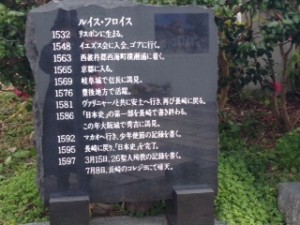 ルイス・フロイス
1532 リスボンに生まる。
1548 イエズス会に入会、ゴアに行く。
1563 西彼杵郡西海町横瀬浦に着く。
1565 京都に入る。
1569 岐阜城で信長に謁見。
1576 豊後地方で活躍。
1581 ヴァリニャーノと共に安土へ行き、再び長崎に戻る。
1586 「日本史」の第一部を長崎で書き終わる。
この年大阪城で秀吉に謁見。
1592 マカオへ行き、少年使節の記録を書く。
1595 長崎に戻り、「日本史」を完了。
1597 3月15日、26聖人殉教の記録を書く。
7月8日、長崎のコレジヨにて帰天。